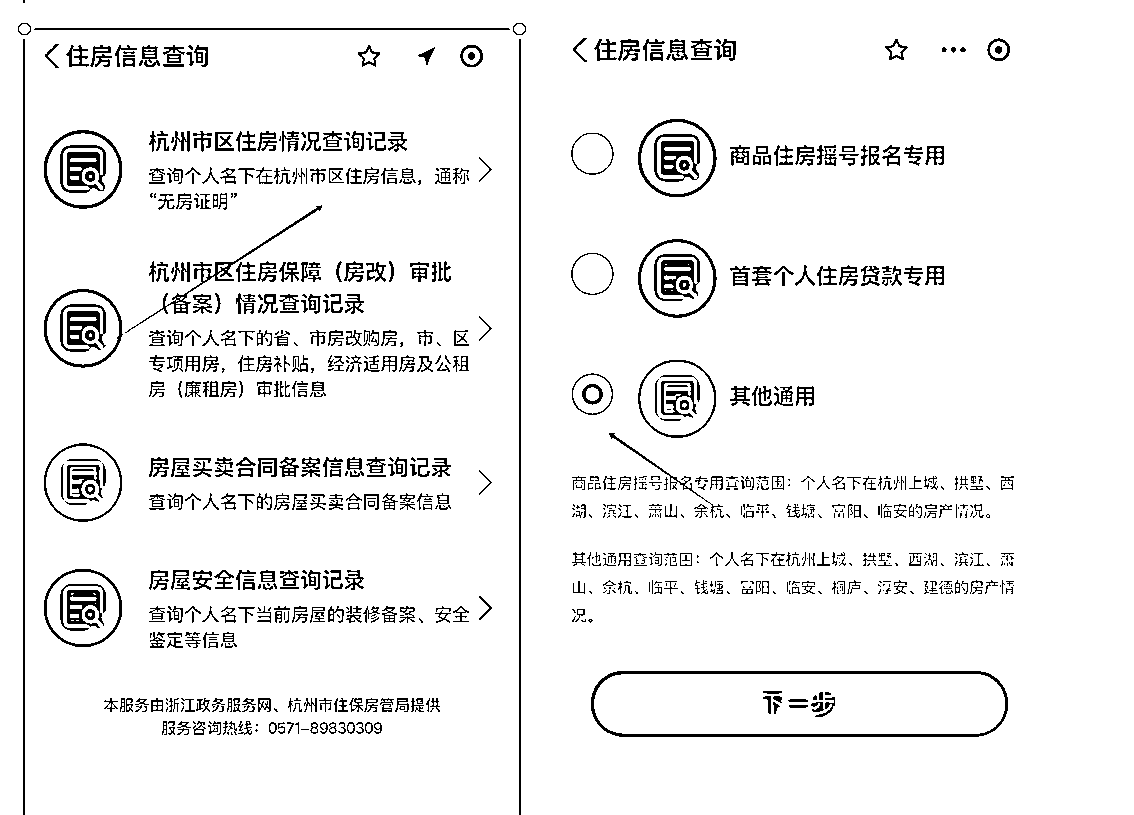 住房信息查询
杭州市区住房情况查询记录
查询个人名下在杭州市区住房信息，通称
“无房证明”
杭州市区住房保障（房改）审批
（备案）情况查询记录
查询个人名下的省、市房改购房，市、区
专项用房，住房补贴，经济适用房及公租
房（廉租房）审批信息
房屋买卖合同备案信息查询记录
查询个人名下的房屋买卖合同备案信息
房屋安全信息查询记录
查询个人名下当前房屋的装修备案、安全
鉴定等信息
本服务由浙江政务服务网、杭州市住保房管局提供
服务咨询热线：0571-89830309
住房信息查询
商品住房摇号报名专用
首套个人住房贷款专用
其他通用
商品住房摇号报名专用查询范围：个人名下在杭州上城、拱墅、西
湖、滨江、萧山、余杭、临平、钱塘、富阳、临安的房产情况。
其他通用查询范围：个人名下在杭州上城、拱墅、西湖、滨江、萧
山、余杭、临平、钱塘、富阳、临安、桐庐、淳安、建德的房产情
况。
下一步